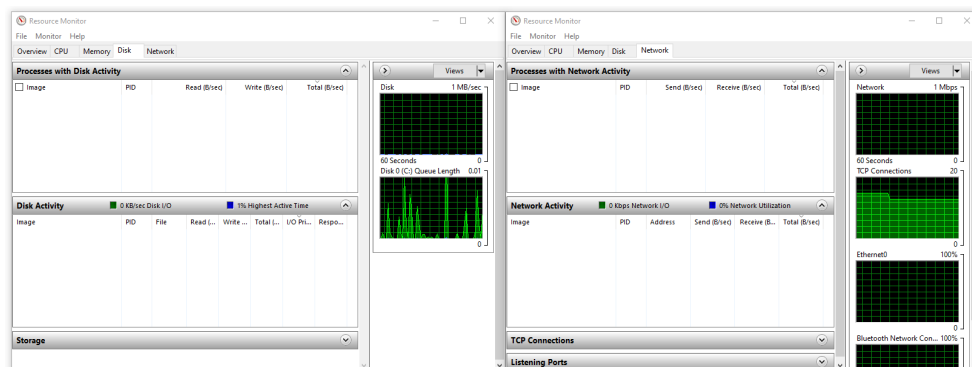 Resource Monitor
File Monitor Help
Overview CPU Memory Disk Network
Processes with Disk Activity
Image PID Read (B/sec) Write (B/sec) Total (B/sec)
Disk Activity 0 KB/sec Disk I/O 1% Highest Active Time
Image PID File Read (... Write ... Total (... I/O Pri... Respo...
Storage
Views
Disk 1 MB/sec
60 Seconds 0
Disk 0 (C:) Queue Length 0.01
0
Resource Monitor
File Monitor Help
Overview CPU Memory Disk Network
Processes with Network Activity
Image PID Send (B/sec) Receive (B/sec) Total (B/sec)
Network Activity 0 Kbps Network I/O 0% Network Utilization
Image PID Address Send (B/sec) Receive (B... Total (B/sec)
TCP Connections
Listening Ports
Views
Network 1 Mbps
60 Seconds 0
TCP Connections 20
0
Ethernet0 100%
0
Bluetooth Network Con... 100%